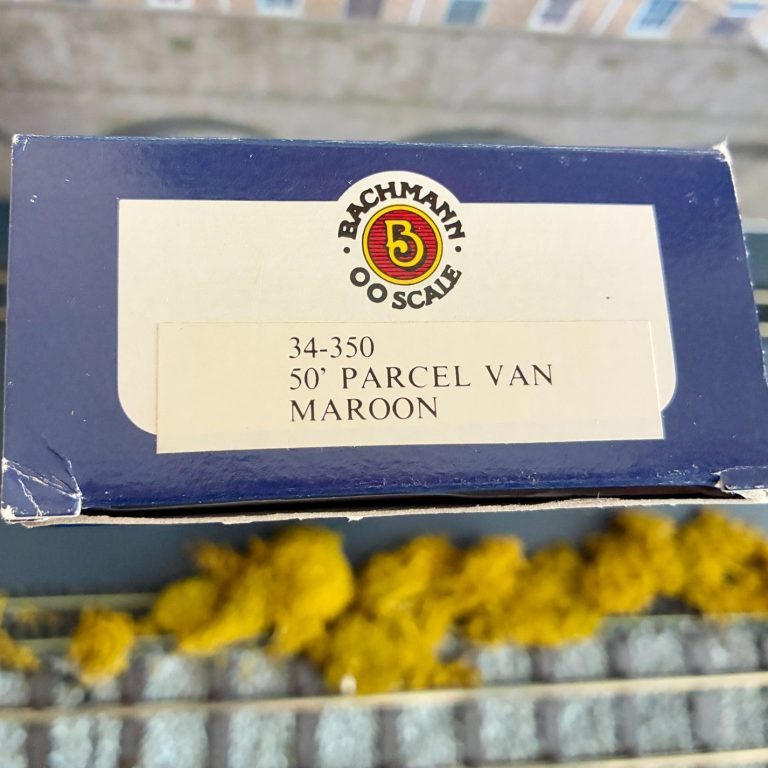 BACHMANN
B
OO SCALE
34-350
50' PARCEL VAN
MAROON